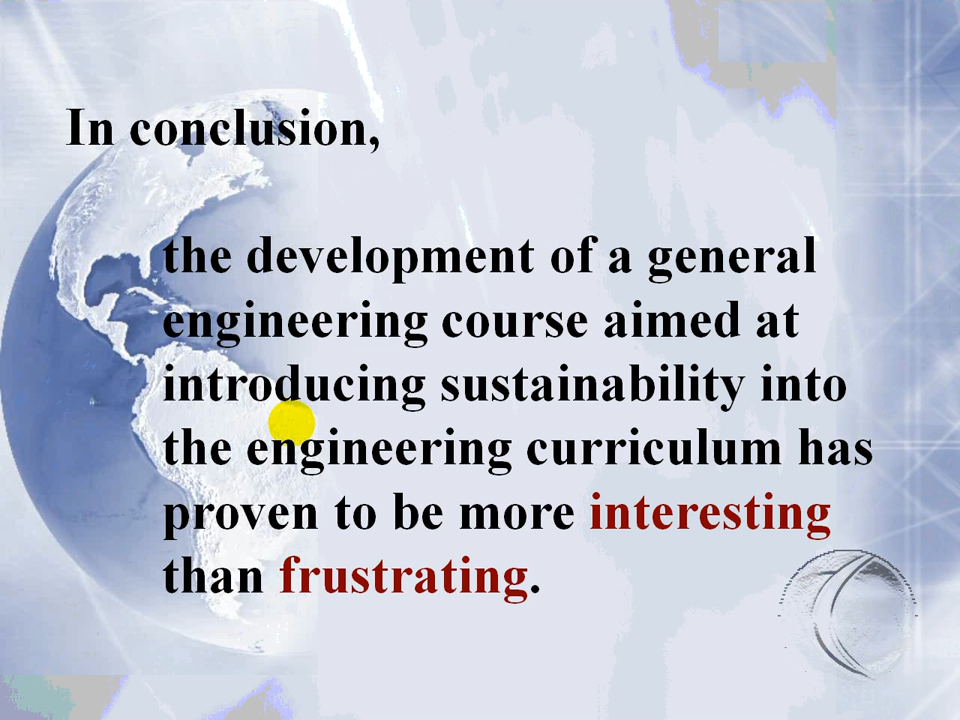 In conclusion,
the development of a general
engineering course aimed at
introducing sustainability into
the engineering curriculum has
proven to be more interesting
than frustrating.